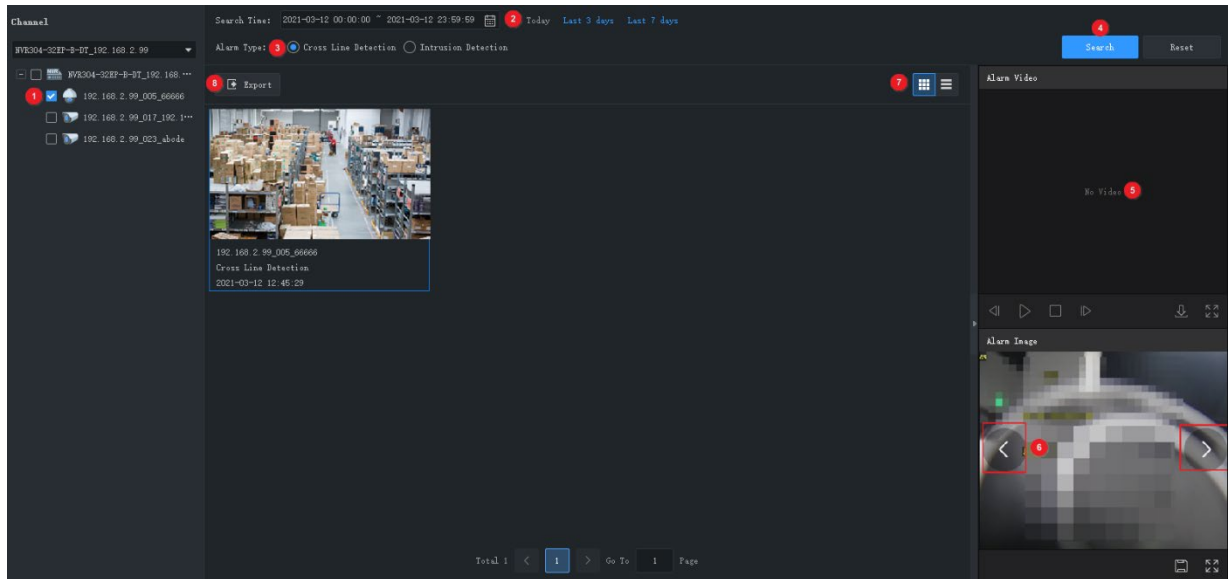 Channel
NVR304-32EP-B-DT_192.168.2.99
NVR304-32EP-B-DT_192.168.···
1
192.168.2.99_005_66666
192.168.2.99_017_192.1···
192.168.2.99_023_abcde
Search Time: 2021-03-12 00:00:00 ~ 2021-03-12 23:59:59 2 Today Last 3 days Last 7 days
Alarm Type: 3 Cross Line Detection Intrusion Detection
4
Search Reset
8 Export 7
192.168.2.99_005_66666
Cross Line Detection
2021-03-12 12:45:29
Total 1 < 1 > Go To 1 Page
Alarm Video
No Video 5
Alarm Image
6